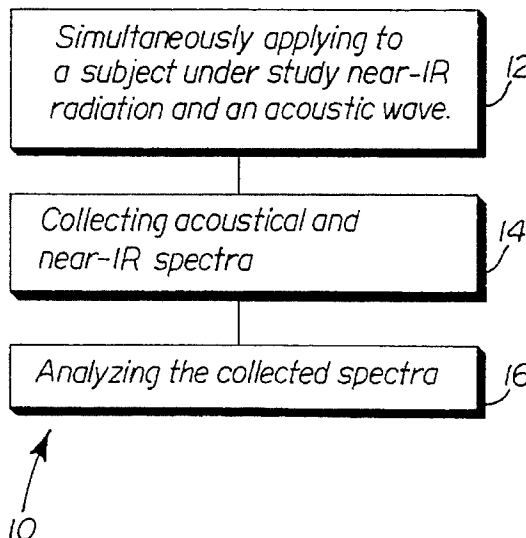 Simultaneously applying to
a subject under study near-IR
radiation and an acoustic wave.
12
Collecting acoustical and
near-IR spectra
14
Analyzing the collected spectra
16
10